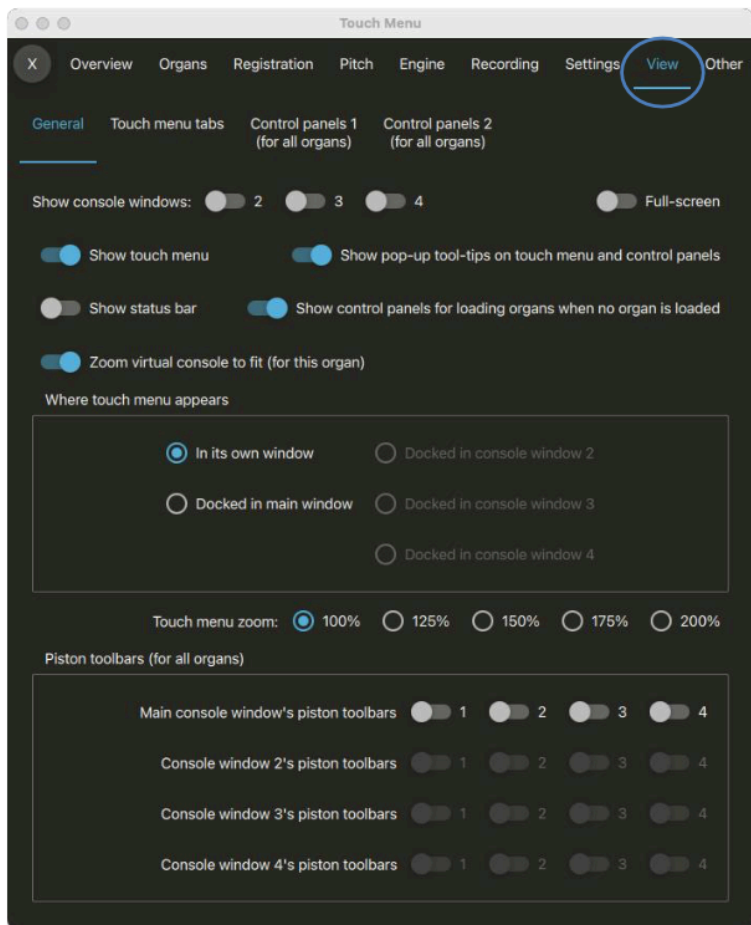 Touch Menu
X Overview Organs Registration Pitch Engine Recording Settings View Other
General Touch menu tabs Control panels 1 Control panels 2
(for all organs) (for all organs)
Show console windows: 2 3 4 Full-screen
Show touch menu Show pop-up tool-tips on touch menu and control panels
Show status bar Show control panels for loading organs when no organ is loaded
Zoom virtual console to fit (for this organ)
Where touch menu appears
In its own window Docked in console window 2
Docked in main window Docked in console window 3
Docked in console window 4
Touch menu zoom: 100% 125% 150% 175% 200%
Piston toolbars (for all organs)
Main console window's piston toolbars 1 2 3 4
Console window 2's piston toolbars 1 2 3 4
Console window 3's piston toolbars 1 2 3 4
Console window 4's piston toolbars 1 2 3 4